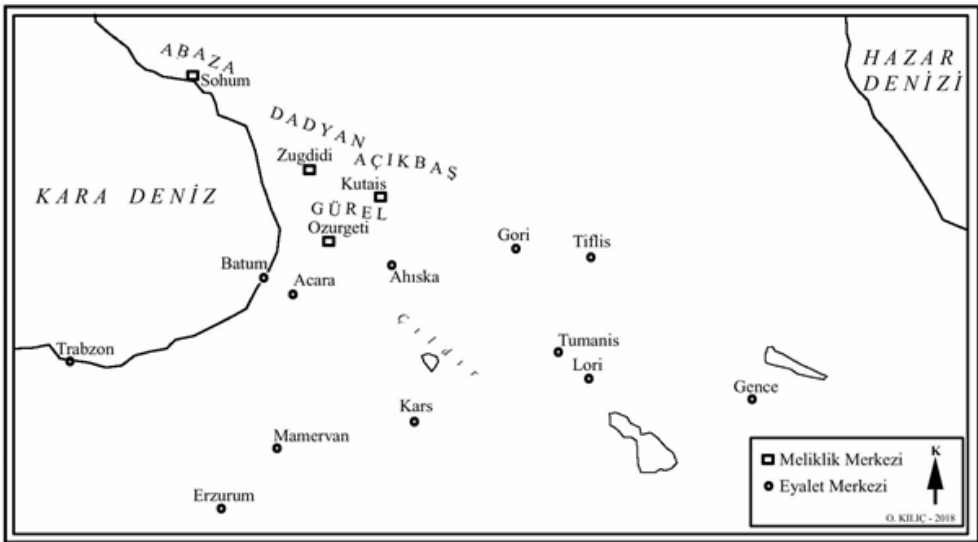 ABAZA
Sohum
HAZAR
DENİZİ
DADYAN
Zugdidi
AÇIKBAŞ
Kutais
KARA DENİZ
GÜREL
Ozurgeti
Gori
Tiflis
Batum
Acara
Ahıska
Çıldır
Trabzon
Tumanis
Lori
Gence
Kars
Mamervan
Erzurum
Meliklik Merkezi
K
Eyalet Merkezi
O. KILIÇ - 2018